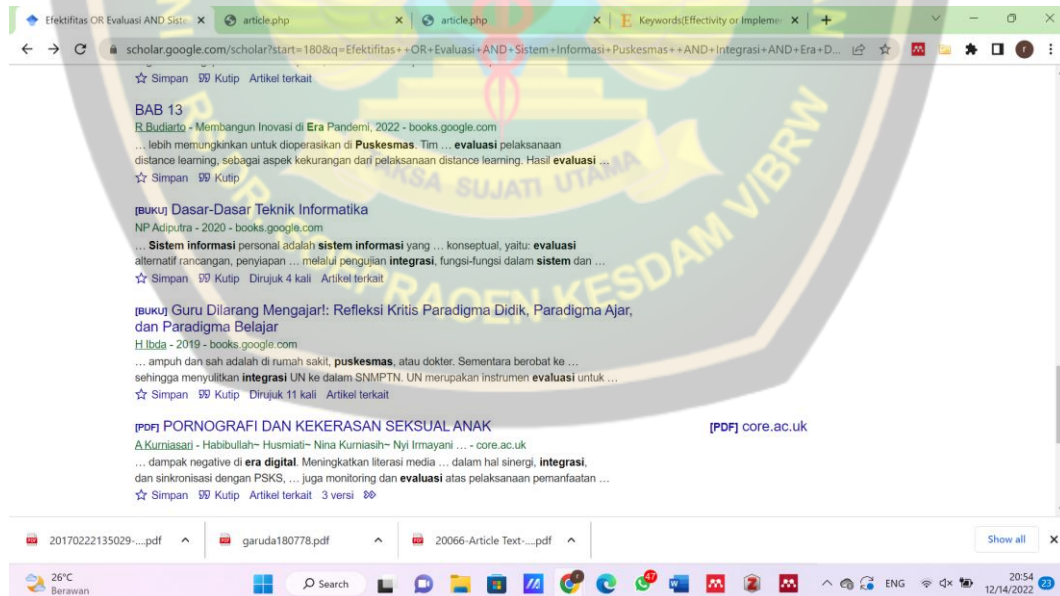 Efektifitas OR Evaluasi AND Siste
article.php
article.php
Keywords(Effectivity or Impleme
scholar.google.com/scholar?start=180&q=Efektifitas++OR+Evaluasi+AND+Sistem+Informasi+Puskesmas++AND+Integrasi+AND+Era+D...
Simpan Kutip Artikel terkait
BAB 13
R Budiarto - Membangun Inovasi di Era Pandemi, 2022 - books.google.com
... lebih memungkinkan untuk dioperasikan di Puskesmas. Tim ... evaluasi pelaksanaan
distance learning, sebagai aspek kekurangan dari pelaksanaan distance learning. Hasil evaluasi ...
Simpan Kutip
[BUKU] Dasar-Dasar Teknik Informatika
NP Adiputra - 2020 - books.google.com
... Sistem informasi personal adalah sistem informasi yang ... konseptual, yaitu: evaluasi
alternatif rancangan, penyiapan ... melalui pengujian integrasi, fungsi-fungsi dalam sistem dan ...
Simpan Kutip Dirujuk 4 kali Artikel terkait
[BUKU] Guru Dilarang Mengajar!: Refleksi Kritis Paradigma Didik, Paradigma Ajar,
dan Paradigma Belajar
H Ibda - 2019 - books.google.com
... ampuh dan sah adalah di rumah sakit, puskesmas, atau dokter. Sementara berobat ke ...
sehingga menyulitkan integrasi UN ke dalam SNMPTN. UN merupakan instrumen evaluasi untuk ...
Simpan Kutip Dirujuk 11 kali Artikel terkait
[PDF] PORNOGRAFI DAN KEKERASAN SEKSUAL ANAK
[PDF] core.ac.uk
A Kurniasari - Habibullah~ Husmiati~ Nina Kurniasih~ Nyi Irmayani ... - core.ac.uk
... dampak negative di era digital. Meningkatkan literasi media ... dalam hal sinergi, integrasi,
dan sinkronisasi dengan PSKS, ... juga monitoring dan evaluasi atas pelaksanaan pemanfaatan ...
Simpan Kutip Artikel terkait 3 versi
20170222135029-....pdf
garuda180778.pdf
20066-Article Text-....pdf
Show all
26°C
Berawan
Search
47
ENG
20:54
12/14/2022
23
AKSA SUJATI UTAMA
SOEPRAOEN KESDAM V/BRW